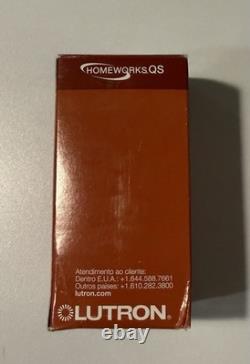 HOMEWORKS QS
Atendimento ao cliente:
Dentro E.U.A.: +1.844.588.7661
Outros países: +1.610.282.3800
lutron.com
LUTRON®